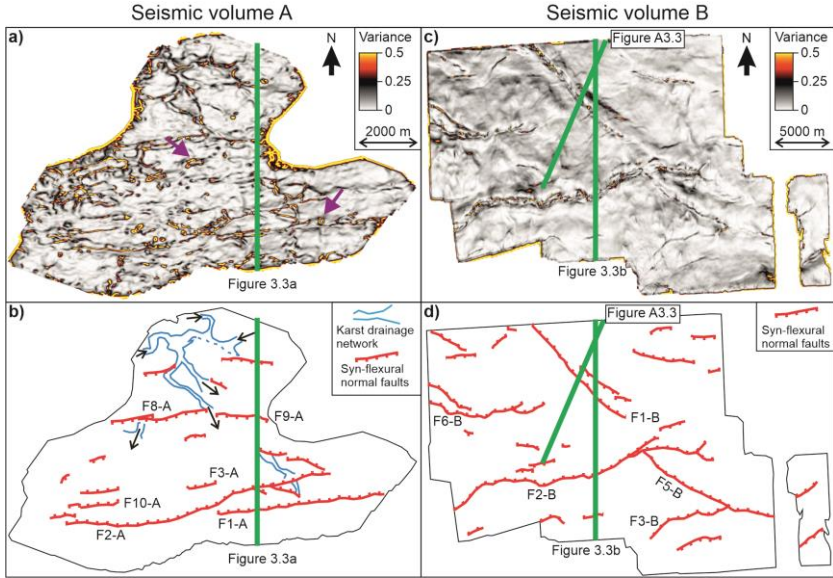 Seismic volume A
Seismic volume B
a)
N
Variance
0.5
0.25
0
2000 m
Figure 3.3a
c)
Figure A3.3
N
Variance
0.5
0.25
0
5000 m
Figure 3.3b
b)
Karst drainage
network
Syn-flexural
normal faults
F8-A
F9-A
F3-A
F10-A
F1-A
F2-A
Figure 3.3a
d)
Figure A3.3
Syn-flexural
normal faults
F6-B
F1-B
F2-B
F5-B
F3-B
Figure 3.3b